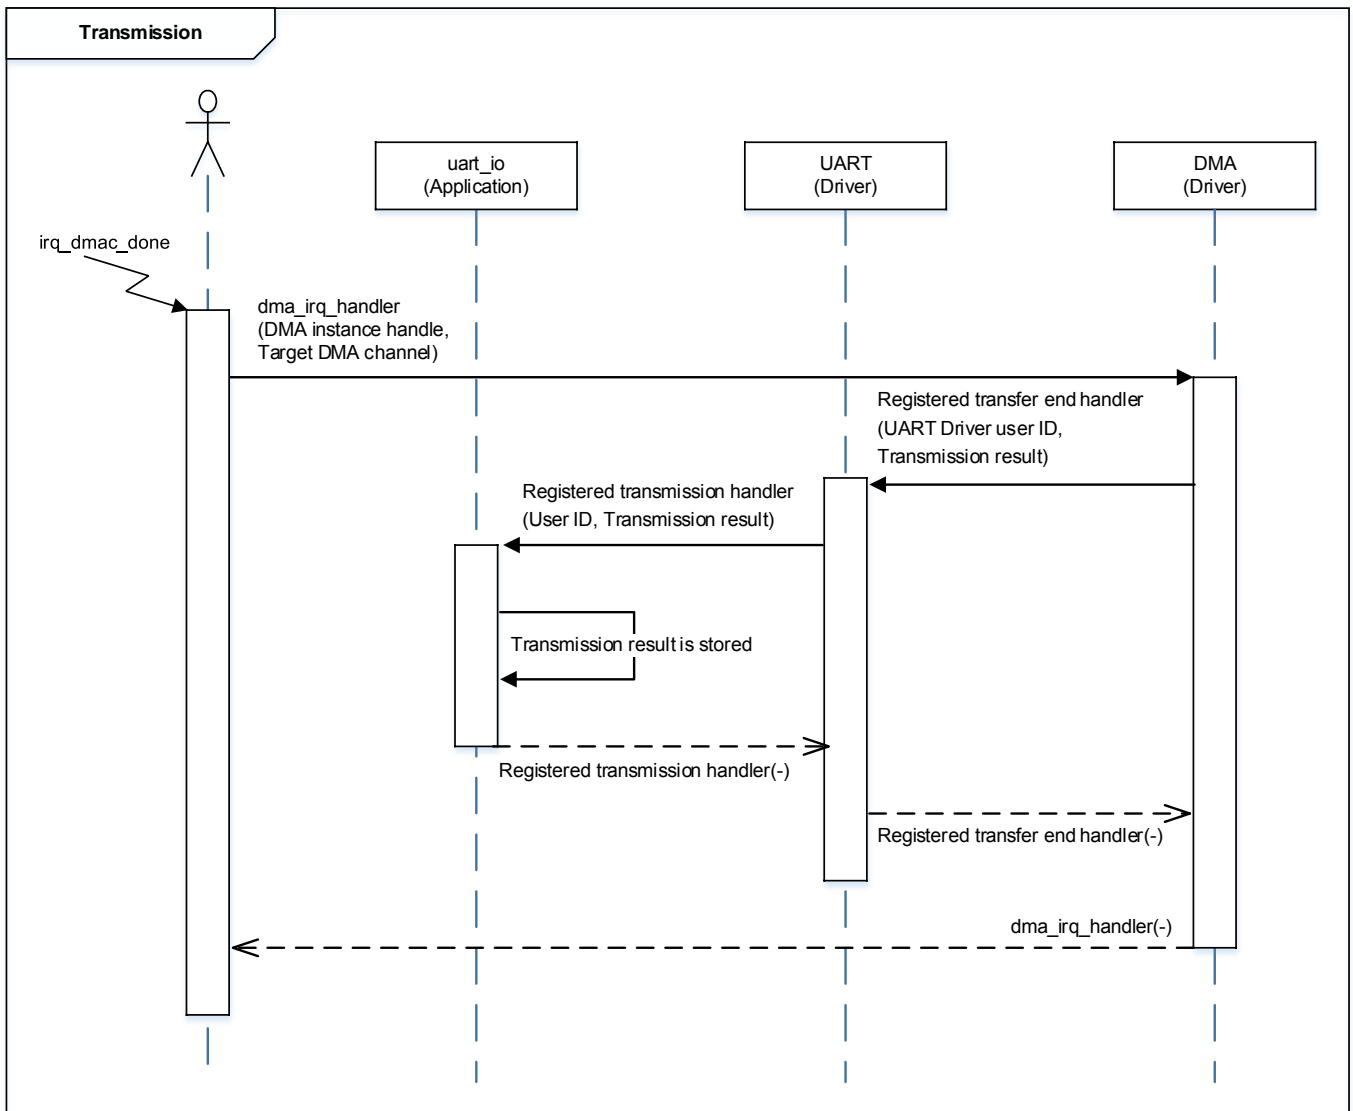 Transmission
uart_io
(Application)
UART
(Driver)
DMA
(Driver)
irq_dmac_done
dma_irq_handler
(DMA instance handle,
Target DMA channel)
Registered transfer end handler
(UART Driver user ID,
Transmission result)
Registered transmission handler
(User ID, Transmission result)
Transmission result is stored
Registered transmission handler(-)
Registered transfer end handler(-)
dma_irq_handler(-)